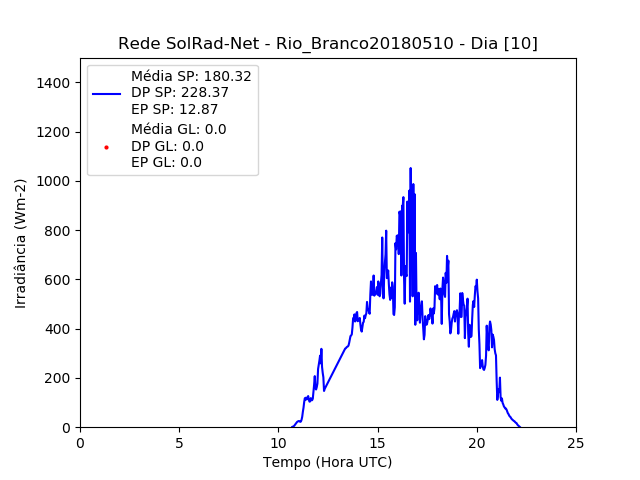 Rede SolRad-Net - Rio_Branco20180510 - Dia [10]
Média SP: 180.32
DP SP: 228.37
EP SP: 12.87
Média GL: 0.0
DP GL: 0.0
EP GL: 0.0
1400
1200
1000
800
600
400
200
0
Irradiância (Wm-2)
0 5 10 15 20 25
Tempo (Hora UTC)